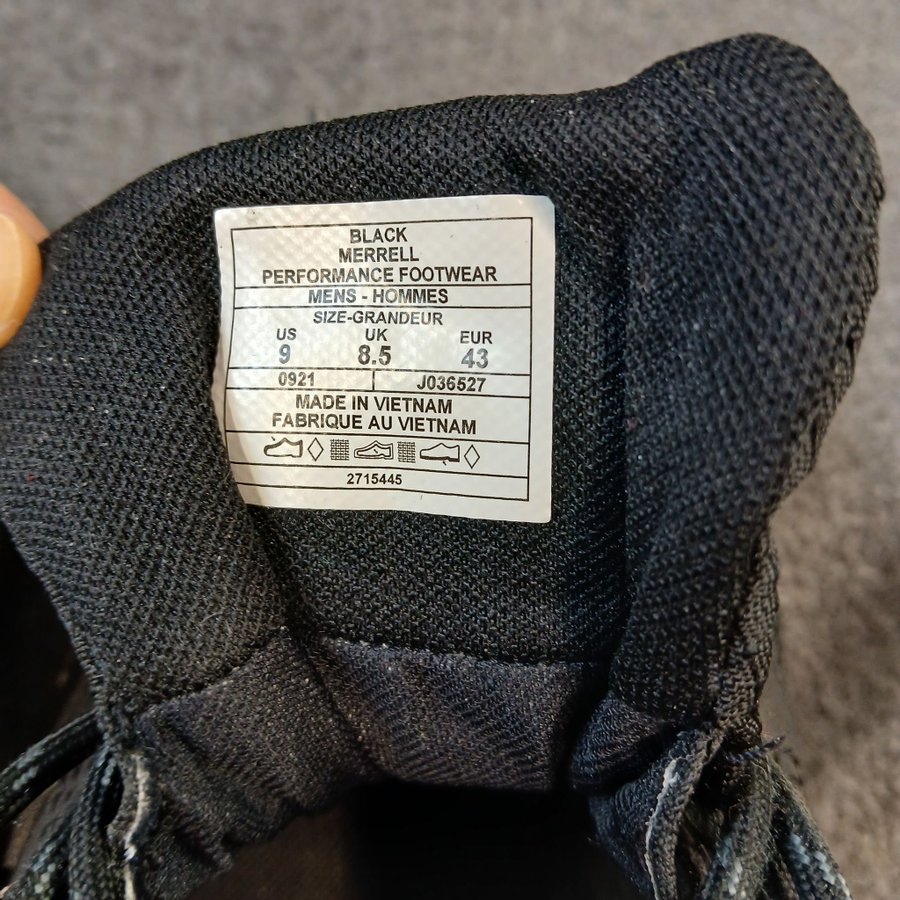 BLACK
MERRELL
PERFORMANCE FOOTWEAR
MENS - HOMMES
SIZE-GRANDEUR
US UK EUR
9 8.5 43
0921 J036527
MADE IN VIETNAM
FABRIQUE AU VIETNAM
2715445